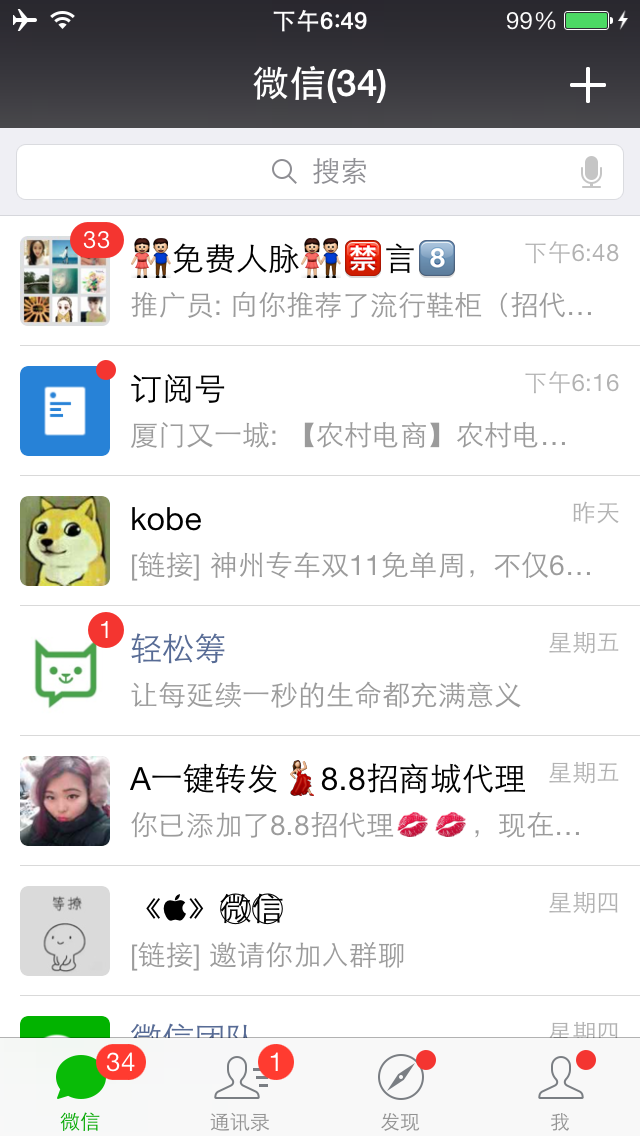 下午6:49 99%
微信(34)
搜索
33
👫免费人脉👫🈲言8️⃣ 下午6:48
推广员: 向你推荐了流行鞋柜（招代…
订阅号 下午6:16
厦门又一城: 【农村电商】农村电…
kobe 昨天
[链接] 神州专车双11免单周，不仅6…
1
轻松筹 星期五
让每延续一秒的生命都充满意义
A一键转发💃8.8招商城代理 星期五
你已添加了8.8招代理💋💋，现在…
等撩
《》微信 星期四
[链接] 邀请你加入群聊
微信团队 星期四
34 1
微信 通讯录 发现 我